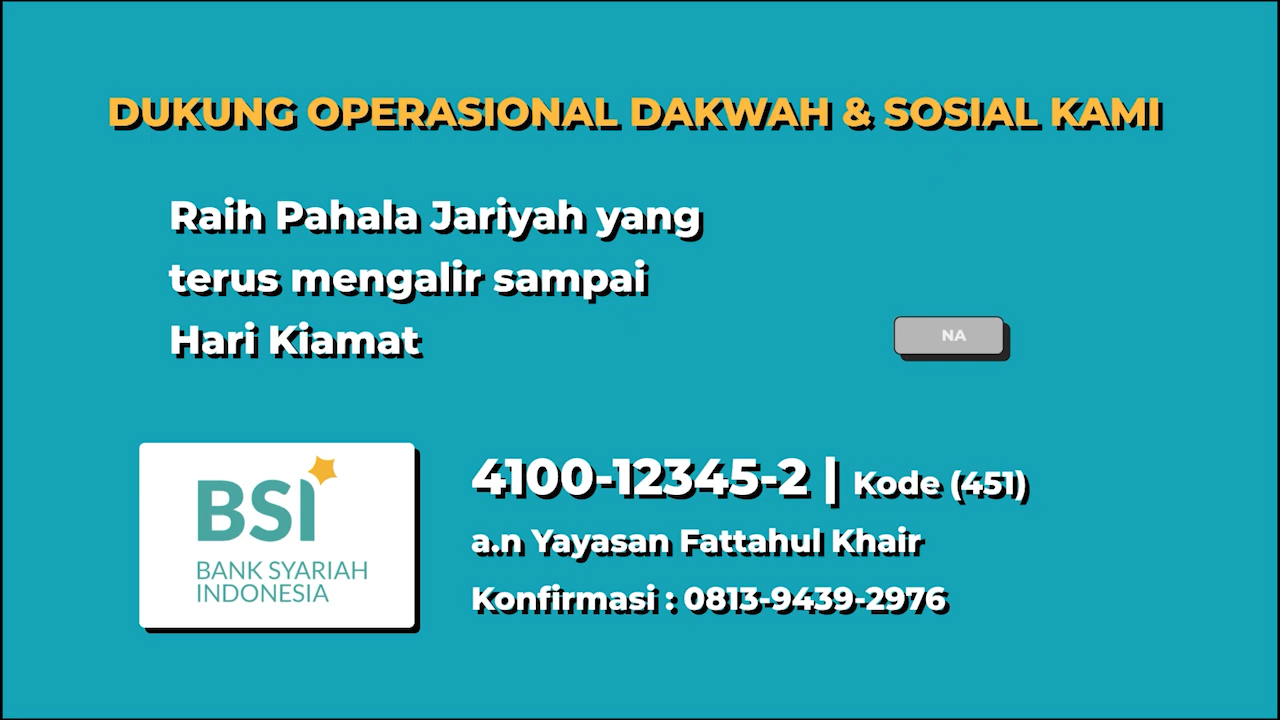 DUKUNG OPERASIONAL DAKWAH & SOSIAL KAMI
Raih Pahala Jariyah yang
terus mengalir sampai
Hari Kiamat
NA
BSI
BANK SYARIAH
INDONESIA
4100-12345-2 | Kode (451)
a.n Yayasan Fattahul Khair
Konfirmasi : 0813-9439-2976